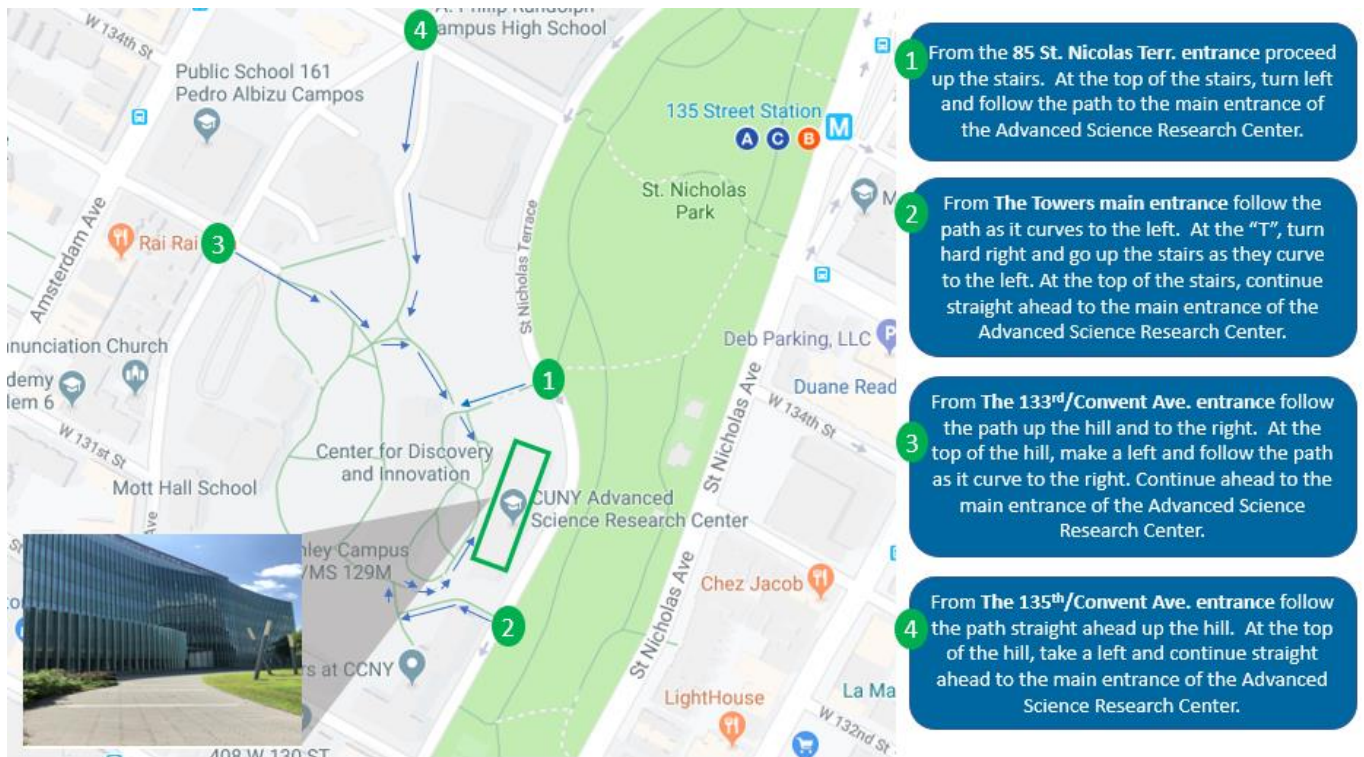 A. Philip Randolph
Campus High School
W 134th St
4
Public School 161
Pedro Albizu Campos
135 Street Station
M
A C B
St. Nicholas
Park
M
Amsterdam Ave
Rai Rai
3
St Nicholas Terrace
Deb Parking, LLC
P
Duane Read
1
nnunciation Church
demy
lem 6
W 134th St
W 131st St
Center for Discovery
and Innovation
Mott Hall School
St Nicholas Ave
CUNY Advanced
Science Research Center
Ave
St
nley Campus
/MS 129M
Chez Jacob
2
St Nicholas Ave
rs at CCNY
LightHouse
La Ma
W 132nd St
408 W 130 ST
1
From the 85 St. Nicolas Terr. entrance proceed
up the stairs. At the top of the stairs, turn left
and follow the path to the main entrance of
the Advanced Science Research Center.
2
From The Towers main entrance follow the
path as it curves to the left. At the “T”, turn
hard right and go up the stairs as they curve
to the left. At the top of the stairs, continue
straight ahead to the main entrance of the
Advanced Science Research Center.
3
From The 133rd/Convent Ave. entrance follow
the path up the hill and to the right. At the
top of the hill, make a left and follow the path
as it curve to the right. Continue ahead to the
main entrance of the Advanced Science
Research Center.
4
From The 135th/Convent Ave. entrance follow
the path straight ahead up the hill. At the top
of the hill, take a left and continue straight
ahead to the main entrance of the Advanced
Science Research Center.